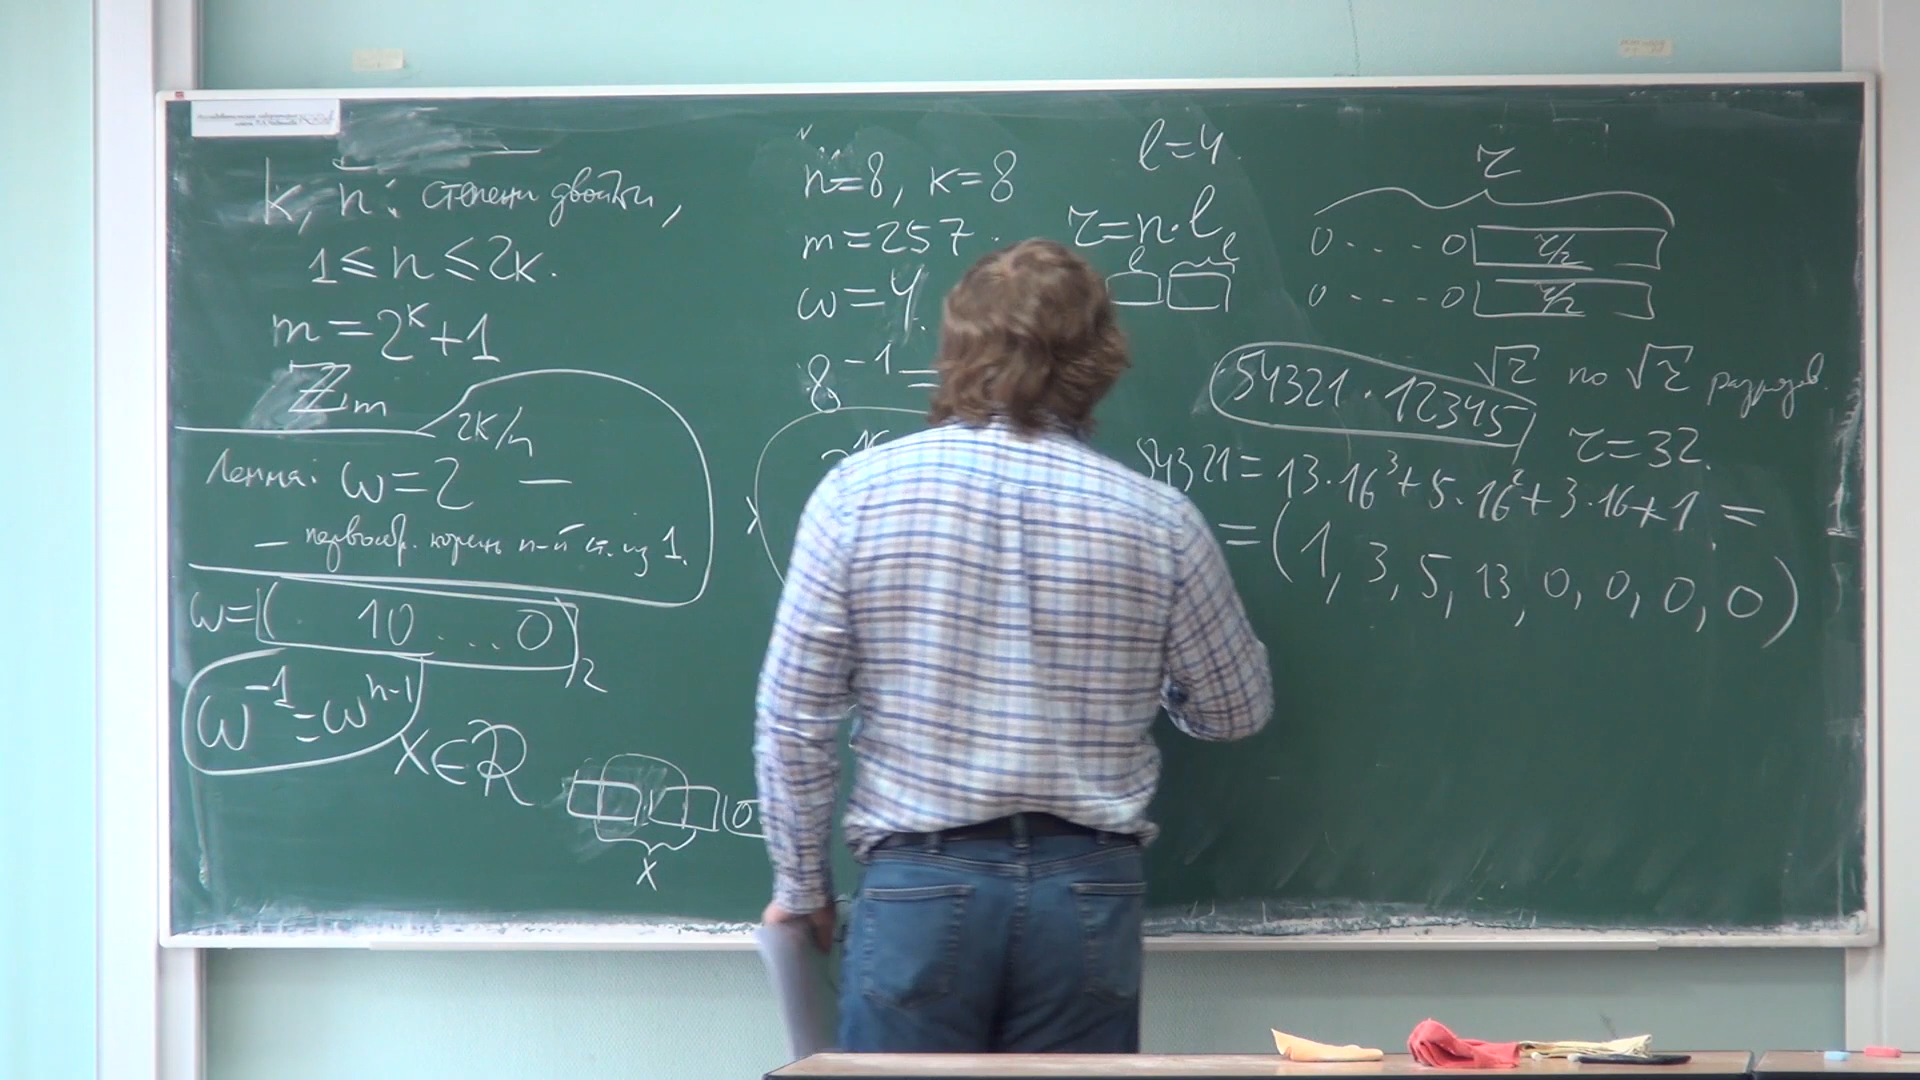 k, n: степени двойки,
1 ≤ n ≤ 2k.
m = 2^k + 1
ℤ_m
Лемма: ω = 2^{2k/n} —
— первообр. корень n-й ст. из 1.
ω = (10...0)_2
ω^{-1} = ω^{n-1}
x ∈ R
x
n=8, k=8
m=257
ω=4.
8^{-1} =
l=4.
r=n·l
l
r
0 - - - 0 r/2
0 - - - 0 r/2
54321 · 12345
√r по √r разрядов.
r=32.
54321 = 13·16^3 + 5·16^2 + 3·16 + 1 =
= (1, 3, 5, 13, 0, 0, 0, 0)